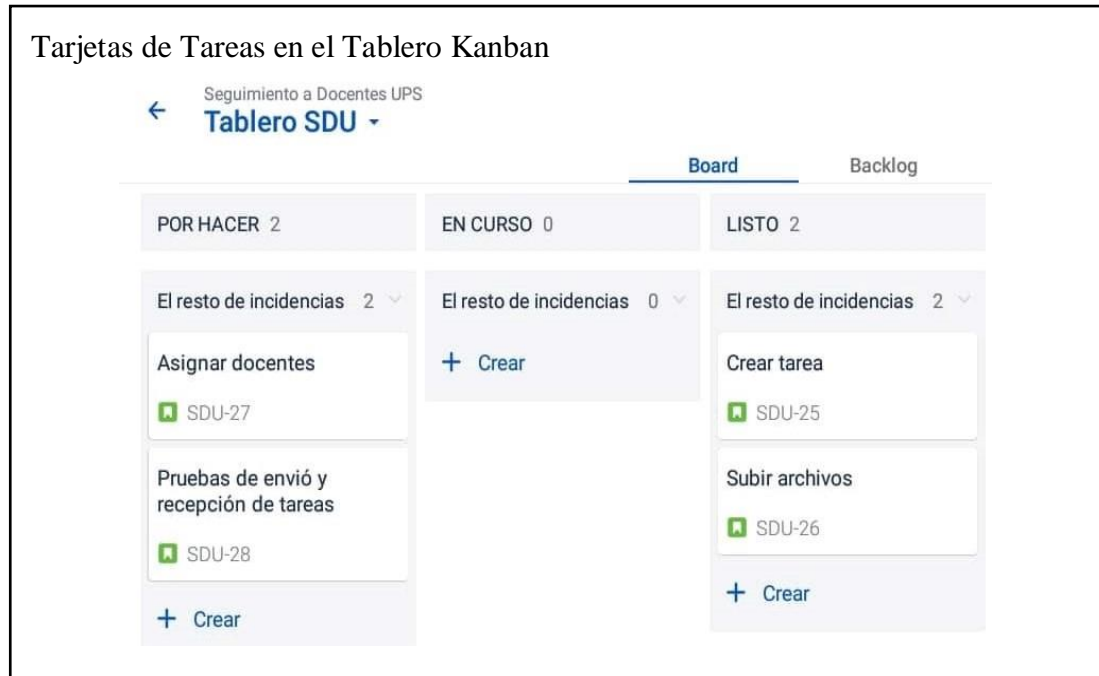 Tarjetas de Tareas en el Tablero Kanban
Seguimiento a Docentes UPS
Tablero SDU
Board
Backlog
POR HACER 2
El resto de incidencias 2
Asignar docentes
SDU-27
Pruebas de envió y
recepción de tareas
SDU-28
+ Crear
EN CURSO 0
El resto de incidencias 0
+ Crear
LISTO 2
El resto de incidencias 2
Crear tarea
SDU-25
Subir archivos
SDU-26
+ Crear